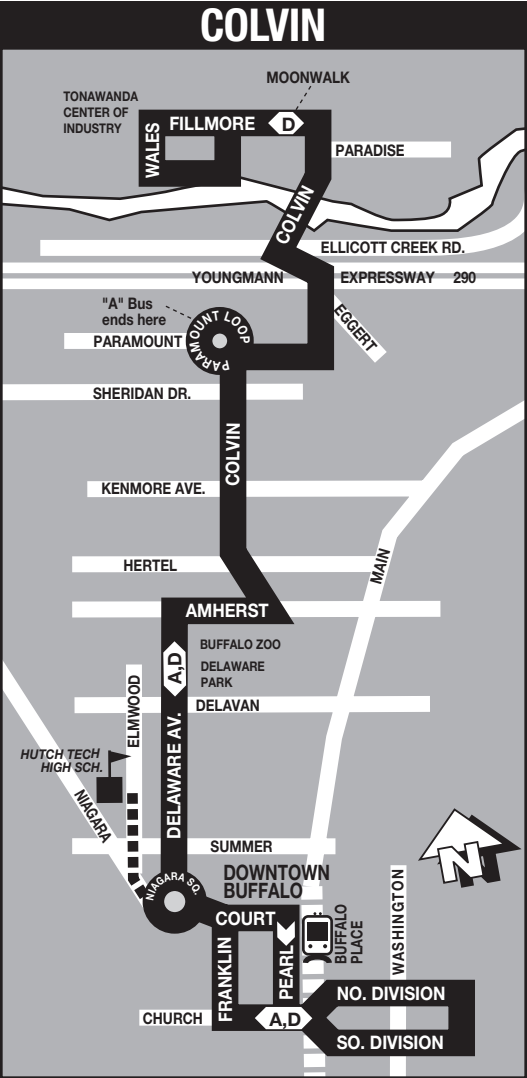 COLVIN
MOONWALK
TONAWANDA
CENTER OF
INDUSTRY
FILLMORE
D
WALES
PARADISE
COLVIN
ELLICOTT CREEK RD.
YOUNGMANN
EXPRESSWAY 290
"A" Bus
ends here
EGGERT
PARAMOUNT LOOP
PARAMOUNT
SHERIDAN DR.
COLVIN
KENMORE AVE.
HERTEL
MAIN
AMHERST
A,D
BUFFALO ZOO
DELAWARE
PARK
ELMWOOD
DELAVAN
DELAWARE AV.
HUTCH TECH
HIGH SCH.
NIAGARA
SUMMER
N
NIAGARA SQ.
DOWNTOWN
BUFFALO
COURT
FRANKLIN
PEARL
BUFFALO
PLACE
WASHINGTON
NO. DIVISION
CHURCH
A,D
SO. DIVISION